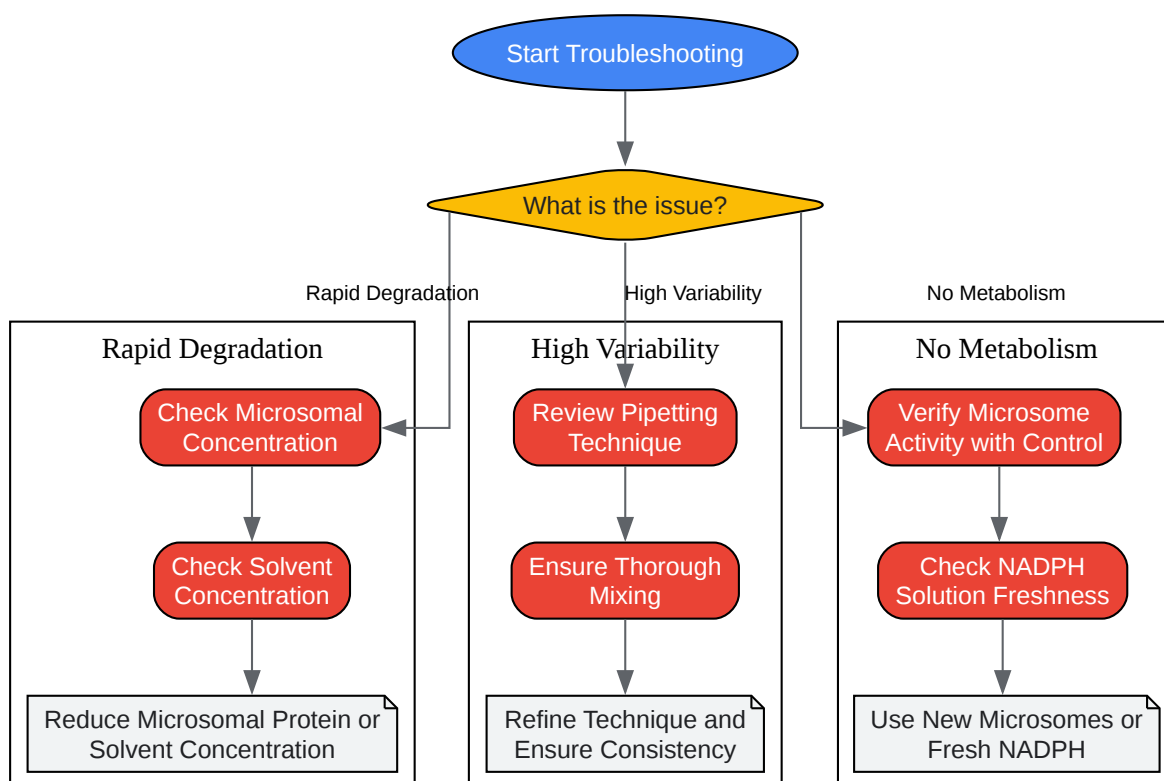 Start Troubleshooting
What is the issue?
Rapid Degradation
High Variability
No Metabolism
Rapid Degradation
Check Microsomal
Concentration
Check Solvent
Concentration
Reduce Microsomal Protein or
Solvent Concentration
High Variability
Review Pipetting
Technique
Ensure Thorough
Mixing
Refine Technique and
Ensure Consistency
No Metabolism
Verify Microsome
Activity with Control
Check NADPH
Solution Freshness
Use New Microsomes or
Fresh NADPH